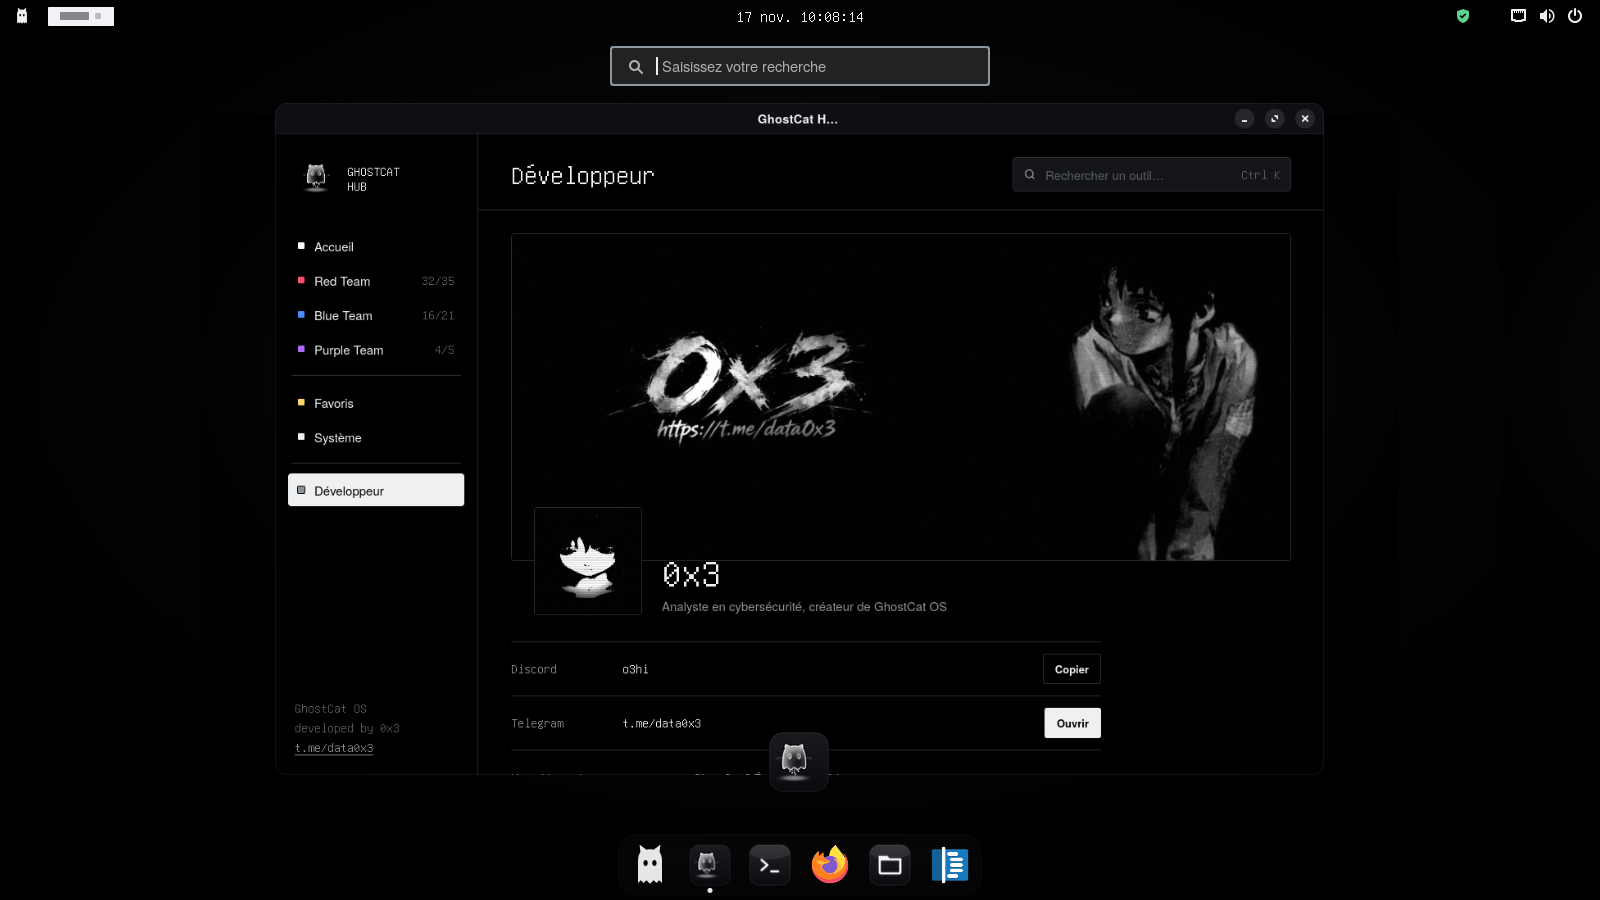 17 nov. 10:08:14
Saisissez votre recherche
GhostCat H...
GHOSTCAT
HUB
Accueil
Red Team 32/35
Blue Team 16/21
Purple Team 4/5
Favoris
Système
Développeur
GhostCat OS
developed by 0x3
t.me/data0x3
Développeur
Rechercher un outil... Ctrl K
0x3
https://t.me/data0x3
0x3
Analyste en cybersécurité, créateur de GhostCat OS
Discord o3hi Copier
Telegram t.me/data0x3 Ouvrir